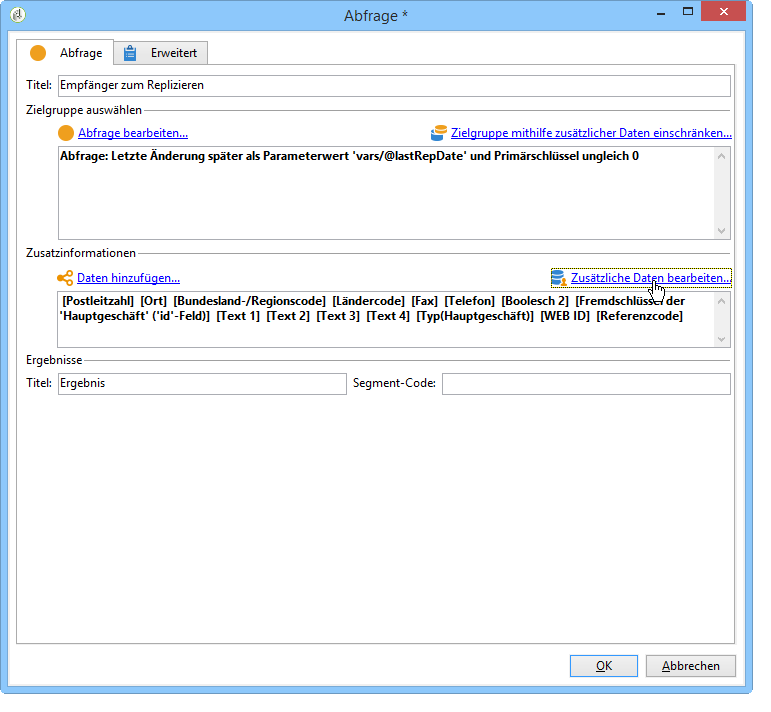 Abfrage *
Abfrage Erweitert
Titel: Empfänger zum Replizieren
Zielgruppe auswählen
Abfrage bearbeiten... Zielgruppe mithilfe zusätzlicher Daten einschränken...
Abfrage: Letzte Änderung später als Parameterwert 'vars/@lastRepDate' und Primärschlüssel ungleich 0
Zusatzinformationen
Daten hinzufügen... Zusätzliche Daten bearbeiten...
[Postleitzahl] [Ort] [Bundesland-/Regionscode] [Ländercode] [Fax] [Telefon] [Boolesch 2] [Fremdschlüssel der
'Hauptgeschäft' ('id'-Feld)] [Text 1] [Text 2] [Text 3] [Text 4] [Typ(Hauptgeschäft)] [WEB ID] [Referenzcode]
Ergebnisse
Titel: Ergebnis Segment-Code:
OK Abbrechen